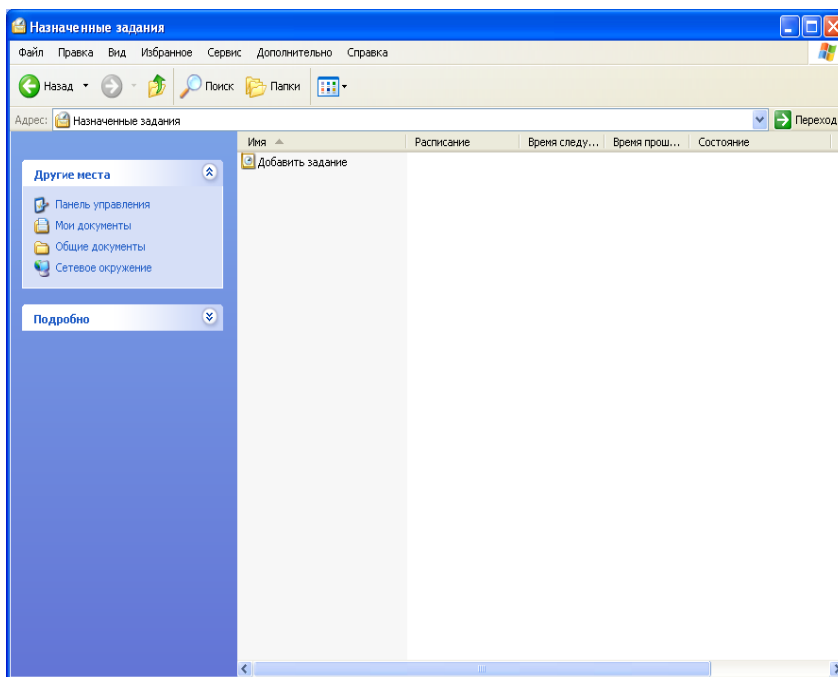 Назначенные задания
Файл Правка Вид Избранное Сервис Дополнительно Справка
Назад Поиск Папки
Адрес: Назначенные задания Переход
Имя Расписание Время следу... Время прош... Состояние
Добавить задание
Другие места
Панель управления
Мои документы
Общие документы
Сетевое окружение
Подробно